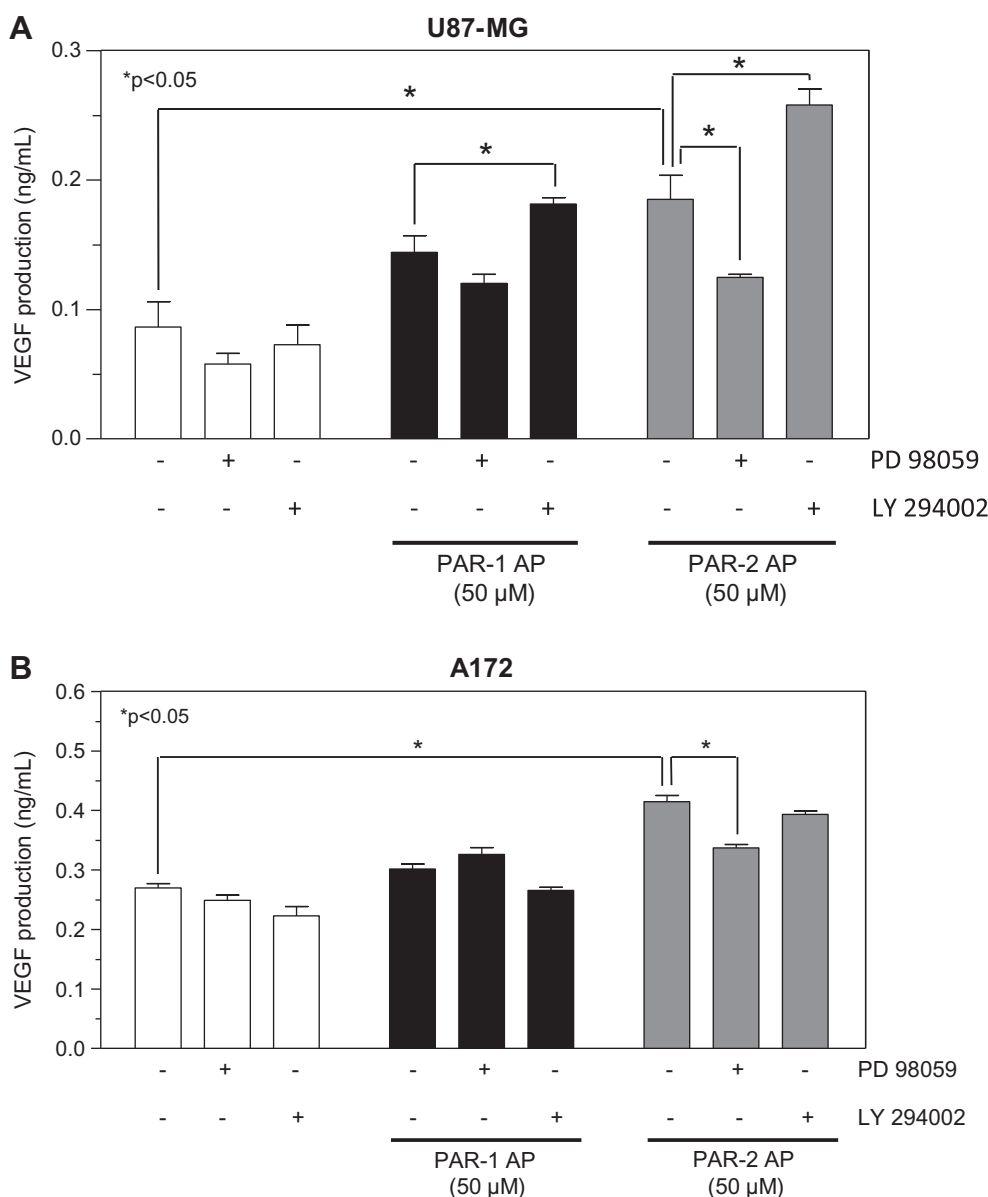 A
U87-MG
*p<0.05
* * * *
VEGF production (ng/mL)
0.3
0.2
0.1
0.0
- + - - + - - + - PD 98059
- - + - - + - - + LY 294002
PAR-1 AP PAR-2 AP
(50 µM) (50 µM)
B
A172
*p<0.05
* *
VEGF production (ng/mL)
0.6
0.5
0.4
0.3
0.2
0.1
0.0
- + - - + - - + - PD 98059
- - + - - + - - + LY 294002
PAR-1 AP PAR-2 AP
(50 µM) (50 µM)